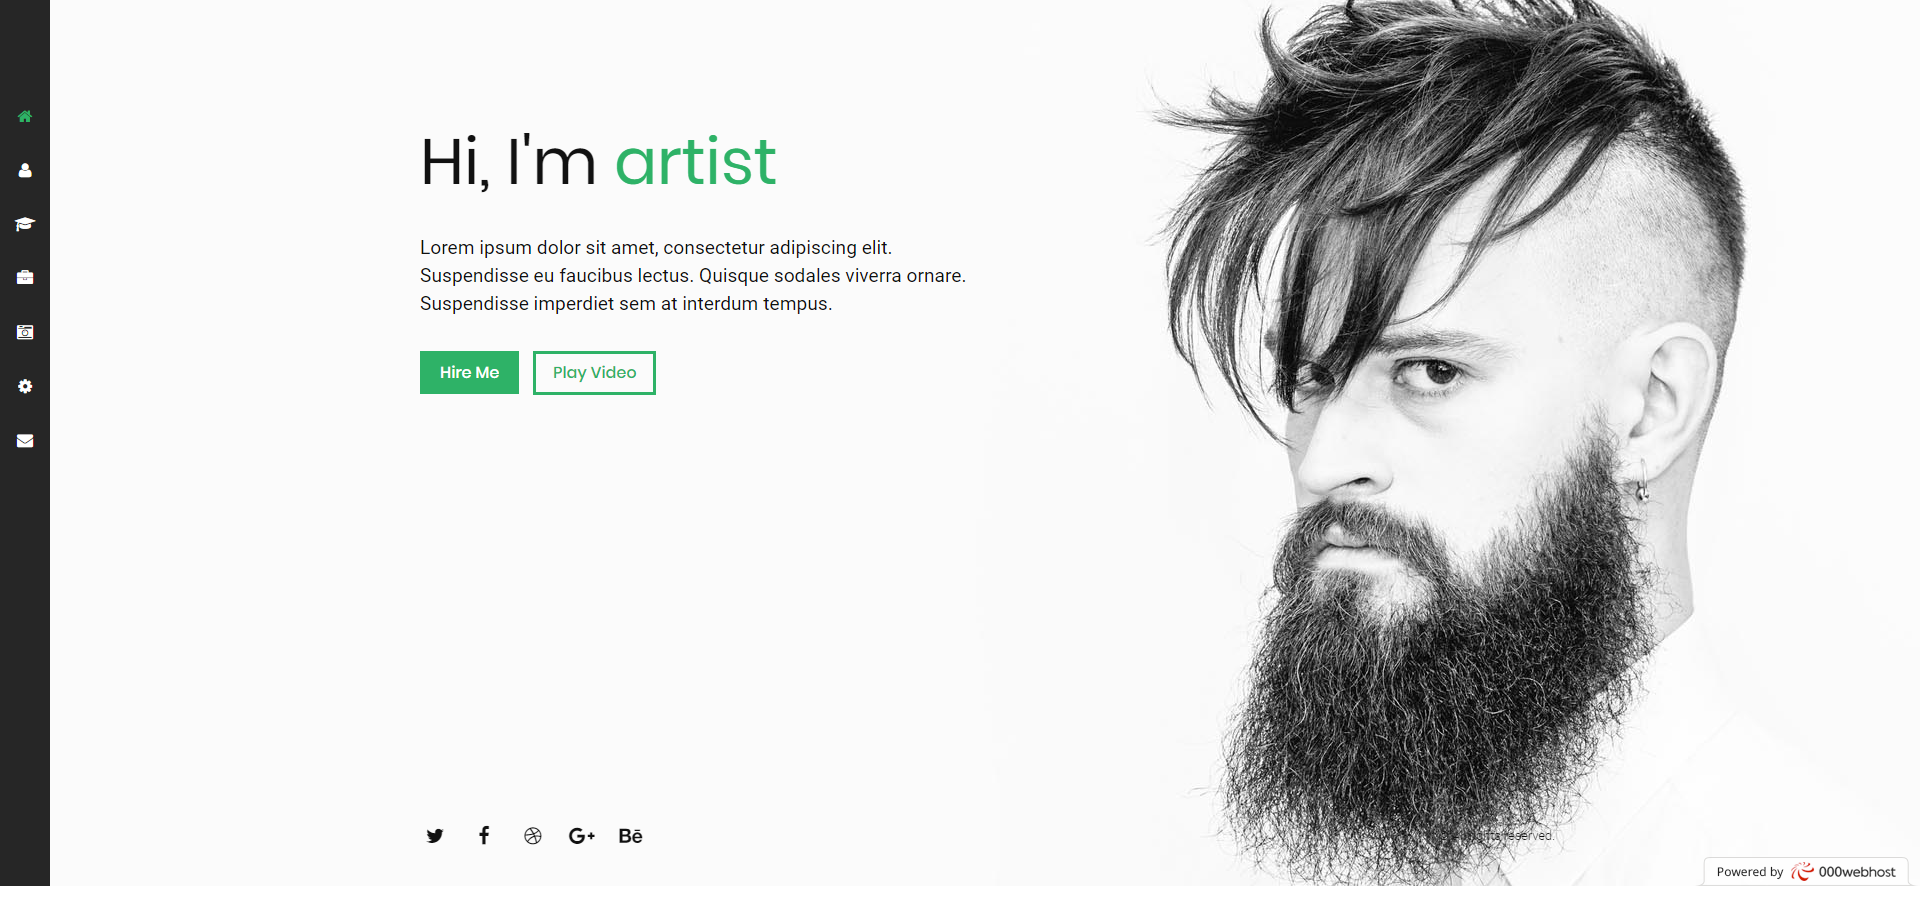 Hi, I'm artist
Lorem ipsum dolor sit amet, consectetur adipiscing elit.
Suspendisse eu faucibus lectus. Quisque sodales viverra ornare.
Suspendisse imperdiet sem at interdum tempus.
Hire Me
Play Video
G+
Bē
reserved.
Powered by 000webhost